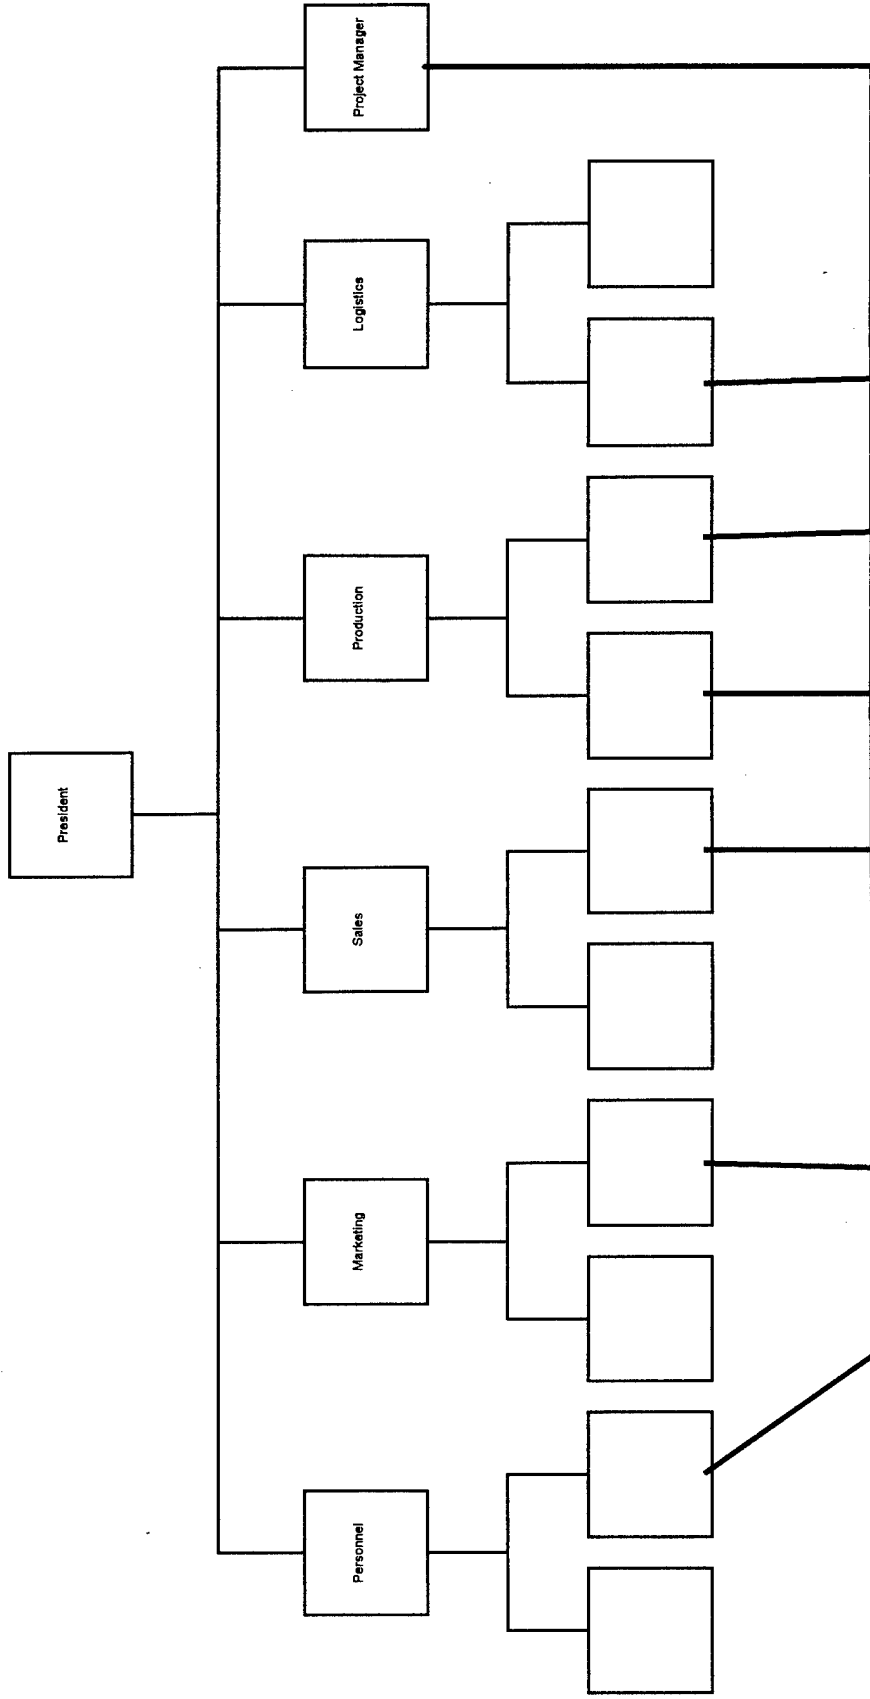 President
Personnel
Marketing
Sales
Production
Logistics
Project Manager